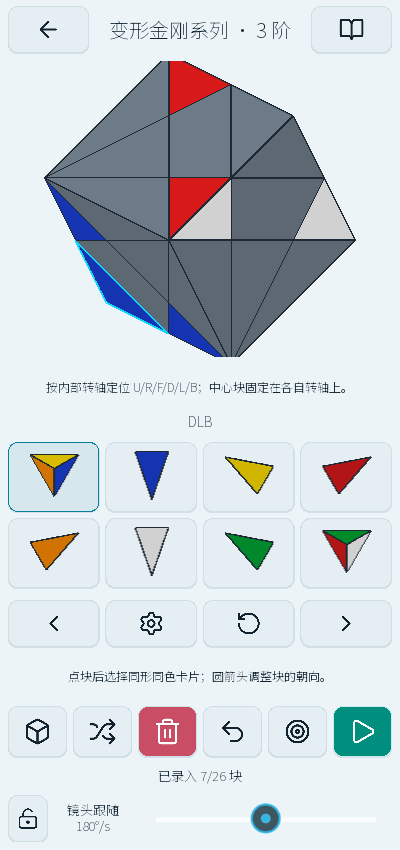 变形金刚系列 · 3 阶
按内部转轴定位 U/R/F/D/L/B；中心块固定在各自转轴上。
DLB
点块后选择同形同色卡片；圆箭头调整块的朝向。
已录入 7/26 块
镜头跟随
180°/s